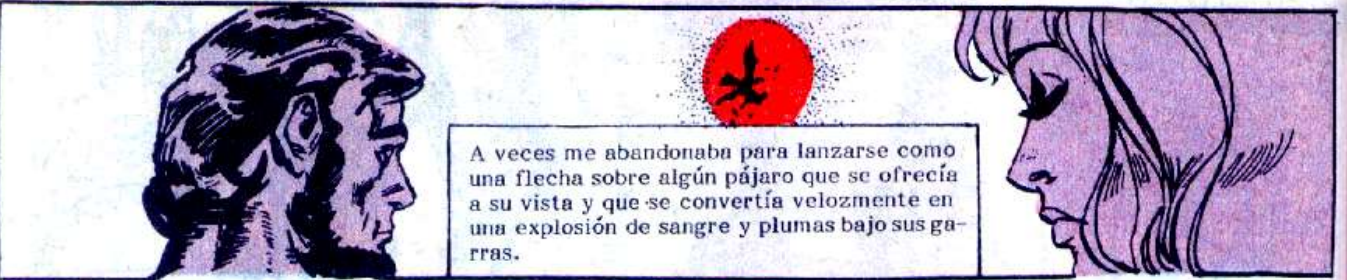 A veces me abandonaba para lanzarse como
una flecha sobre algún pájaro que se ofrecía
a su vista y que se convertía velozmente en
una explosión de sangre y plumas bajo sus ga-
rras.